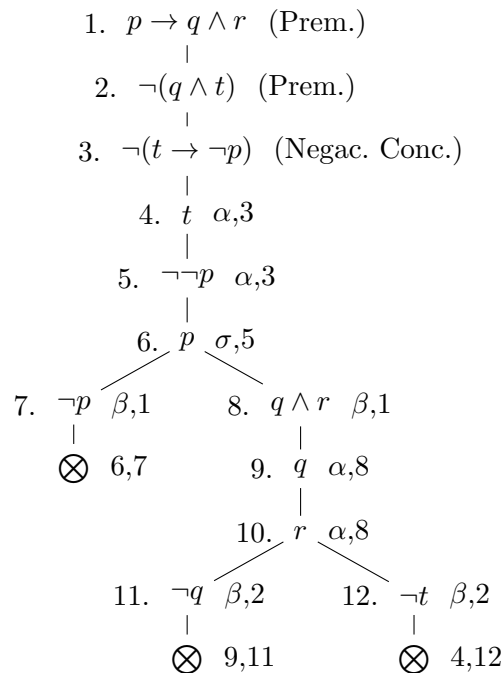 1. p → q ∧ r (Prem.)
2. ¬(q ∧ t) (Prem.)
3. ¬(t → ¬p) (Negac. Conc.)
4. t α,3
5. ¬¬p α,3
6. p σ,5
7. ¬p β,1 8. q ∧ r β,1
⊗ 6,7 9. q α,8
10. r α,8
11. ¬q β,2 12. ¬t β,2
⊗ 9,11 ⊗ 4,12